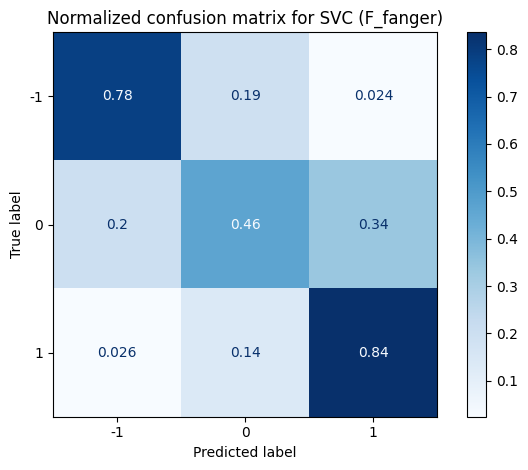 Normalized confusion matrix for SVC (F_fanger)
True label
-1 0.78 0.19 0.024
0 0.2 0.46 0.34
1 0.026 0.14 0.84
-1 0 1
Predicted label
0.8
0.7
0.6
0.5
0.4
0.3
0.2
0.1